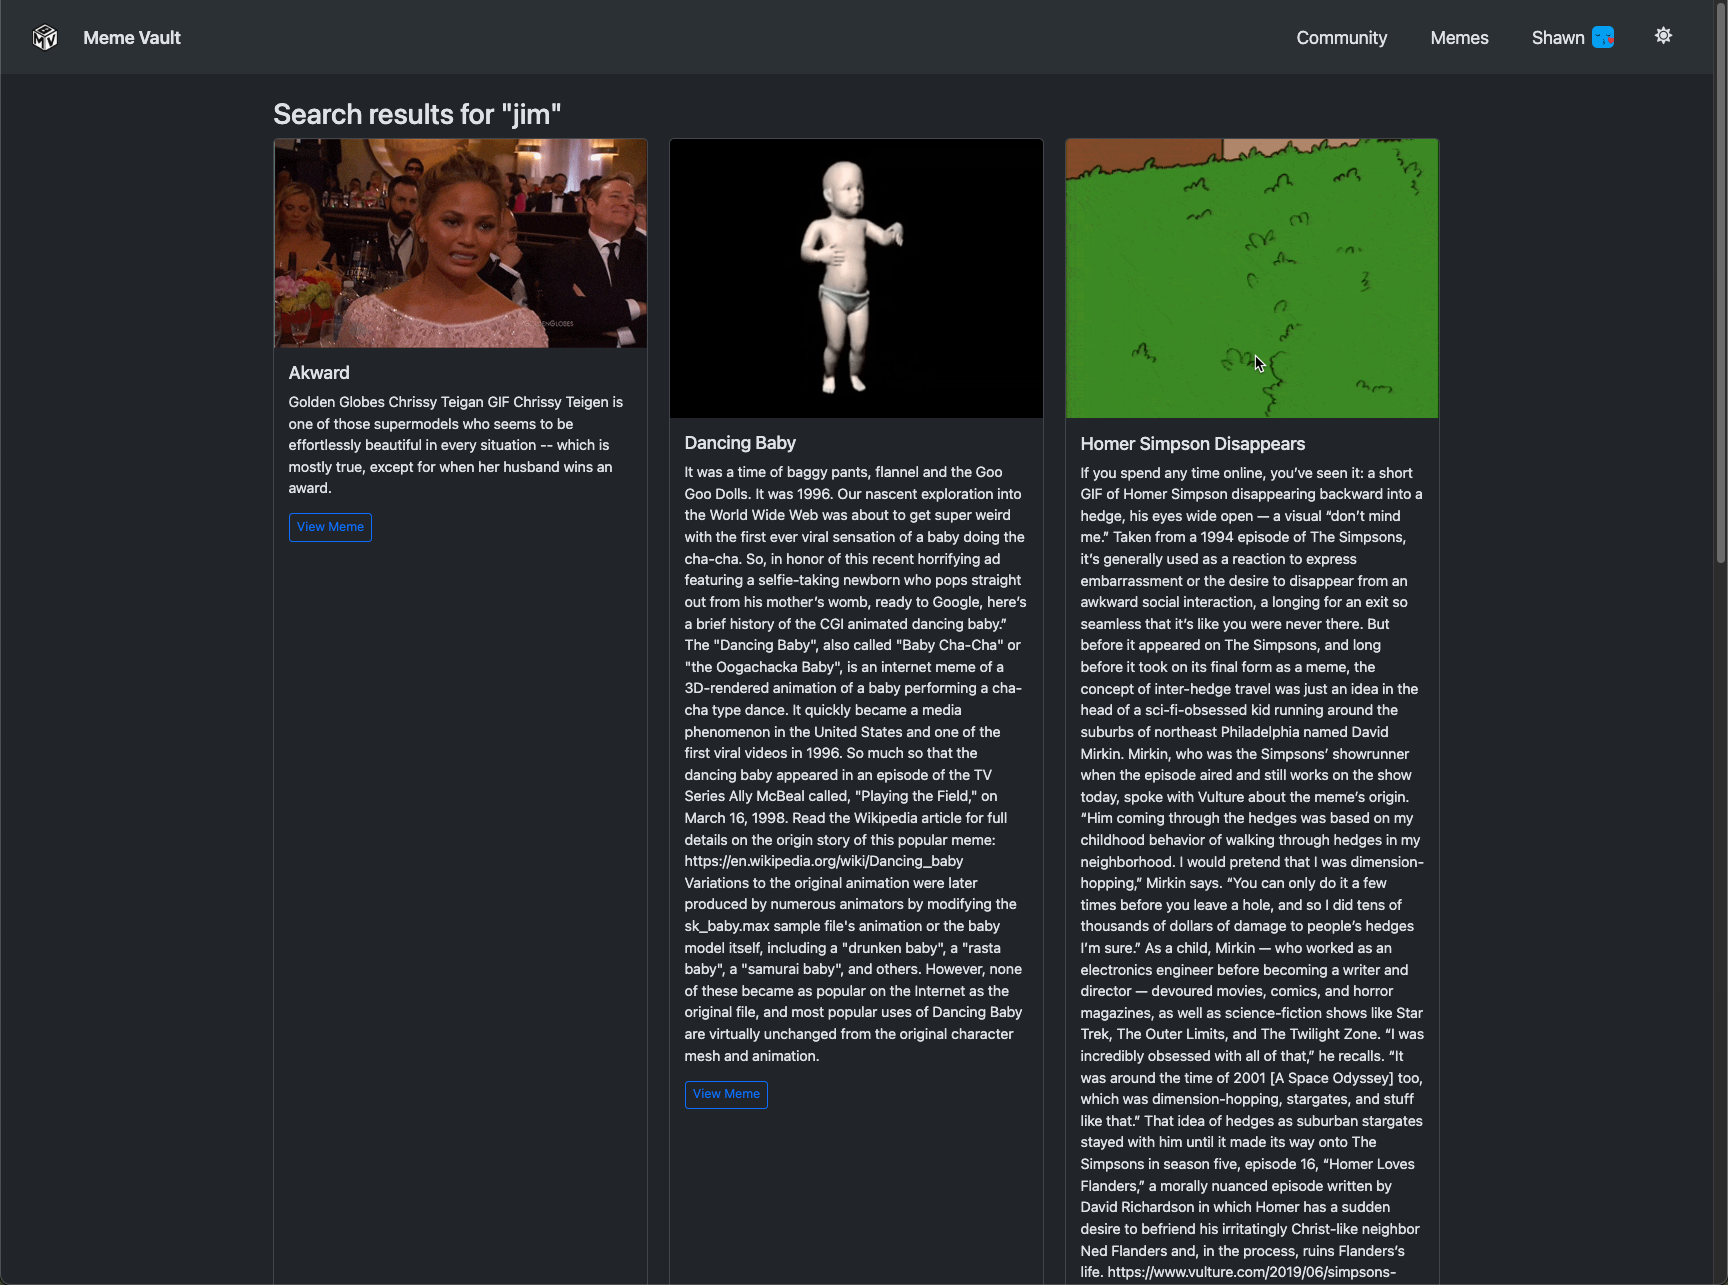 Meme Vault
Community
Memes
Shawn
Search results for "jim"
Akward
Golden Globes Chrissy Teigan GIF Chrissy Teigen is
one of those supermodels who seems to be
effortlessly beautiful in every situation -- which is
mostly true, except for when her husband wins an
award.
View Meme
Dancing Baby
It was a time of baggy pants, flannel and the Goo
Goo Dolls. It was 1996. Our nascent exploration into
the World Wide Web was about to get super weird
with the first ever viral sensation of a baby doing the
cha-cha. So, in honor of this recent horrifying ad
featuring a selfie-taking newborn who pops straight
out from his mother’s womb, ready to Google, here’s
a brief history of the CGI animated dancing baby.”
The "Dancing Baby", also called "Baby Cha-Cha" or
"the Oogachacka Baby", is an internet meme of a
3D-rendered animation of a baby performing a cha-
cha type dance. It quickly became a media
phenomenon in the United States and one of the
first viral videos in 1996. So much so that the
dancing baby appeared in an episode of the TV
Series Ally McBeal called, "Playing the Field," on
March 16, 1998. Read the Wikipedia article for full
details on the origin story of this popular meme:
https://en.wikipedia.org/wiki/Dancing_baby
Variations to the original animation were later
produced by numerous animators by modifying the
sk_baby.max sample file's animation or the baby
model itself, including a "drunken baby", a "rasta
baby", a "samurai baby", and others. However, none
of these became as popular on the Internet as the
original file, and most popular uses of Dancing Baby
are virtually unchanged from the original character
mesh and animation.
View Meme
Homer Simpson Disappears
If you spend any time online, you’ve seen it: a short
GIF of Homer Simpson disappearing backward into a
hedge, his eyes wide open — a visual “don’t mind
me.” Taken from a 1994 episode of The Simpsons,
it’s generally used as a reaction to express
embarrassment or the desire to disappear from an
awkward social interaction, a longing for an exit so
seamless that it’s like you were never there. But
before it appeared on The Simpsons, and long
before it took on its final form as a meme, the
concept of inter-hedge travel was just an idea in the
head of a sci-fi-obsessed kid running around the
suburbs of northeast Philadelphia named David
Mirkin. Mirkin, who was the Simpsons’ showrunner
when the episode aired and still works on the show
today, spoke with Vulture about the meme’s origin.
“Him coming through the hedges was based on my
childhood behavior of walking through hedges in my
neighborhood. I would pretend that I was dimension-
hopping,” Mirkin says. “You can only do it a few
times before you leave a hole, and so I did tens of
thousands of dollars of damage to people’s hedges
I’m sure.” As a child, Mirkin — who worked as an
electronics engineer before becoming a writer and
director — devoured movies, comics, and horror
magazines, as well as science-fiction shows like Star
Trek, The Outer Limits, and The Twilight Zone. “I was
incredibly obsessed with all of that,” he recalls. “It
was around the time of 2001 [A Space Odyssey] too,
which was dimension-hopping, stargates, and stuff
like that.” That idea of hedges as suburban stargates
stayed with him until it made its way onto The
Simpsons in season five, episode 16, “Homer Loves
Flanders,” a morally nuanced episode written by
David Richardson in which Homer has a sudden
desire to befriend his irritatingly Christ-like neighbor
Ned Flanders and, in the process, ruins Flanders’s
life. https://www.vulture.com/2019/06/simpsons-